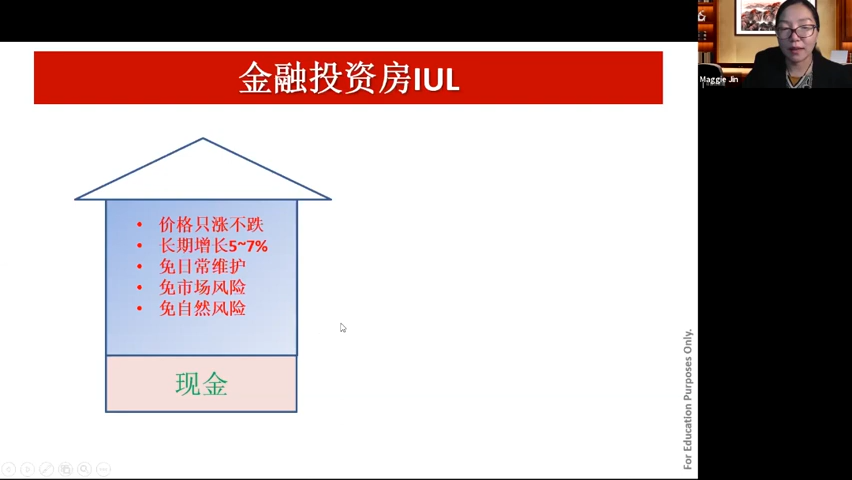 金融投资房IUL
Maggie Jin
• 价格只涨不跌
• 长期增长5~7%
• 免日常维护
• 免市场风险
• 免自然风险
现金
For Education Purposes Only.